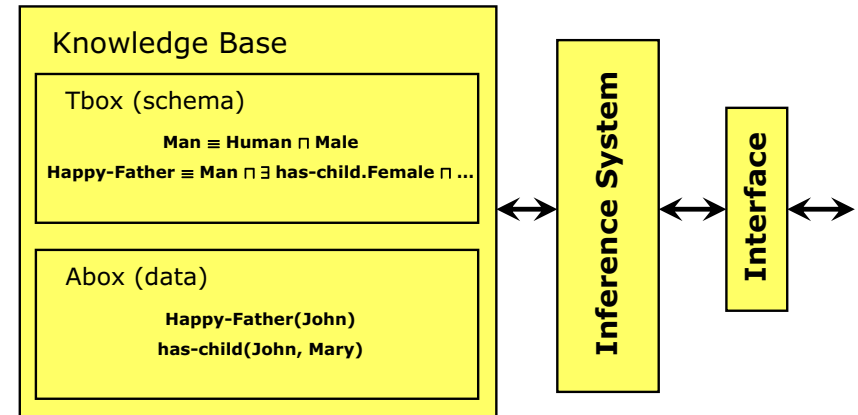 Knowledge Base
Tbox (schema)
Man ≡ Human ⊓ Male
Happy-Father ≡ Man ⊓ ∃ has-child.Female ⊓ ...
Abox (data)
Happy-Father(John)
has-child(John, Mary)
Inference System
Interface